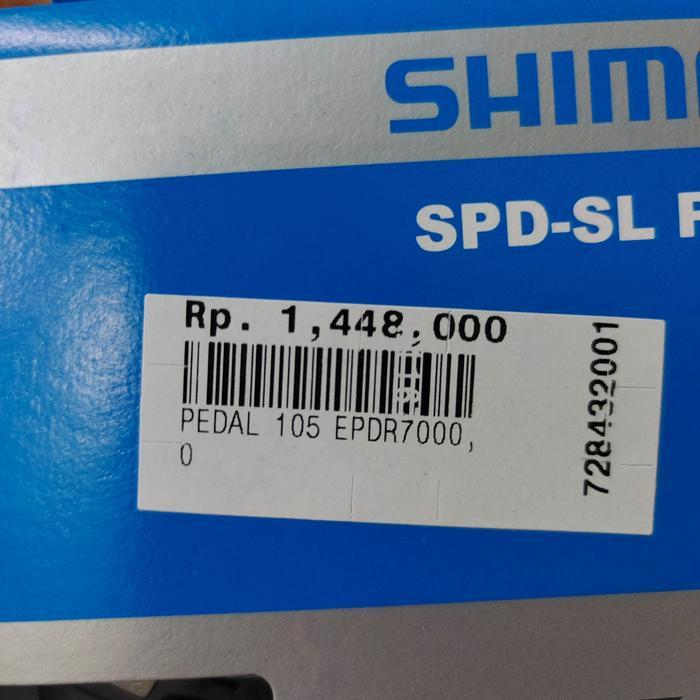 SHIM
SPD-SL P
Rp. 1,448,000
PEDAL 105 EPDR7000,
0
728432001